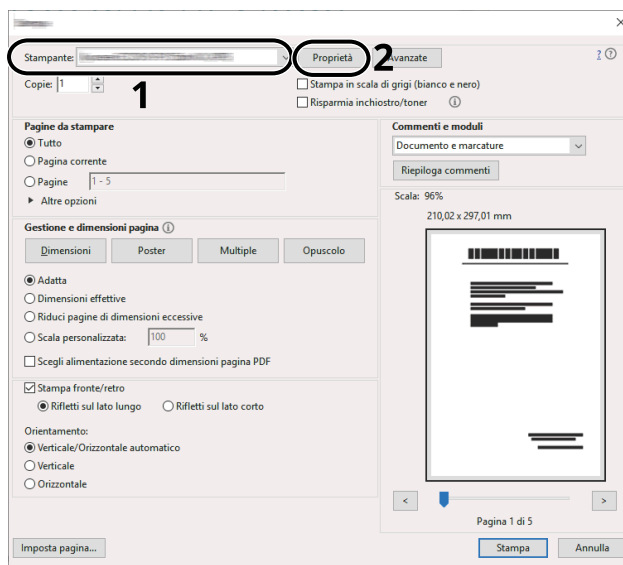 Stampante:
Proprietà
2
Avanzate
?
Copie: 1
1
Stampa in scala di grigi (bianco e nero)
Risparmia inchiostro/toner
Pagine da stampare
Tutto
Pagina corrente
Pagine 1 - 5
Altre opzioni
Gestione e dimensioni pagina
Dimensioni Poster Multiple Opuscolo
Adatta
Dimensioni effettive
Riduci pagine di dimensioni eccessive
Scala personalizzata: 100 %
Scegli alimentazione secondo dimensioni pagina PDF
Stampa fronte/retro
Rifletti sul lato lungo Rifletti sul lato corto
Orientamento:
Verticale/Orizzontale automatico
Verticale
Orizzontale
Commenti e moduli
Documento e marcature
Riepiloga commenti
Scala: 96%
210,02 x 297,01 mm
< >
Pagina 1 di 5
Imposta pagina... Stampa Annulla